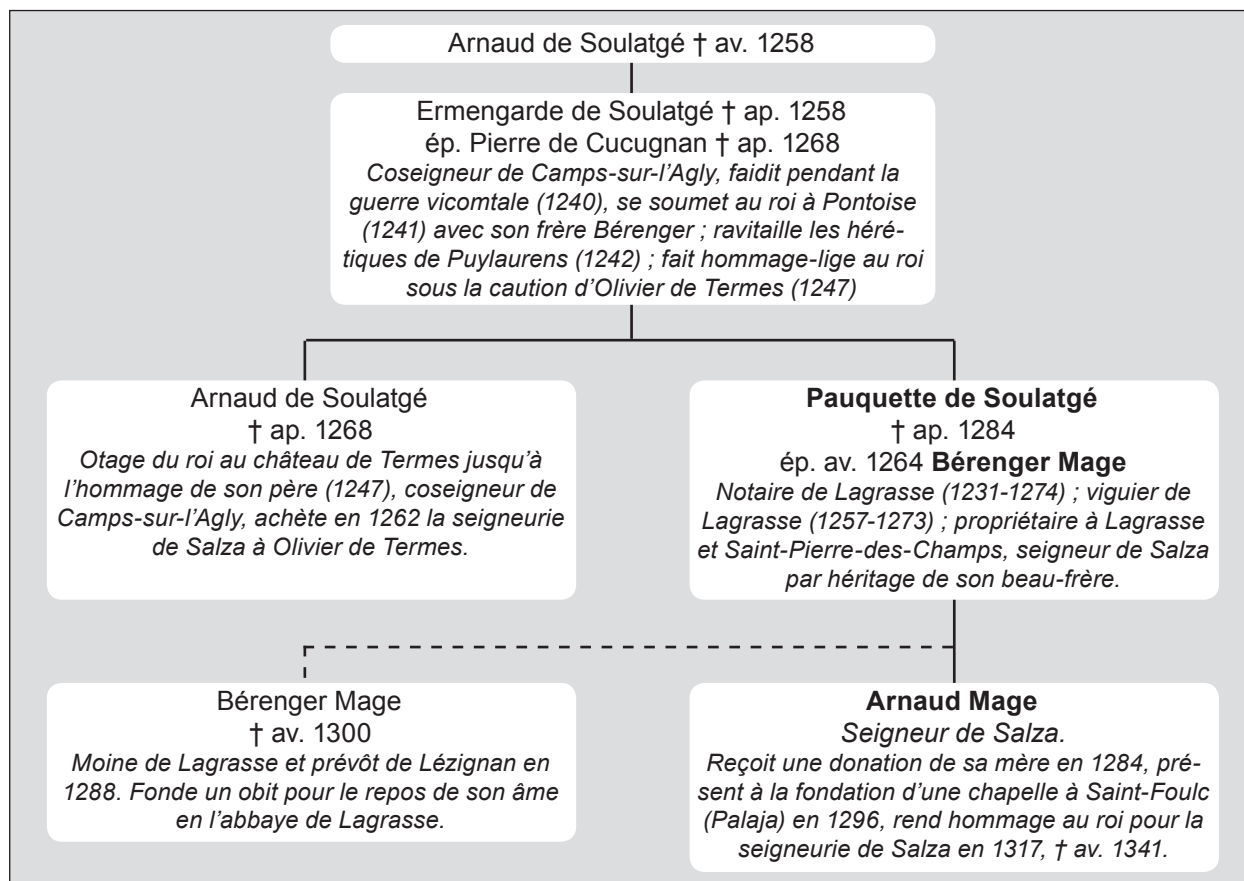 Arnaud de Soulatgé † av. 1258
Ermengarde de Soulatgé † ap. 1258
ép. Pierre de Cucugnan † ap. 1268
Coseigneur de Camps-sur-l’Agly, faidit pendant la
guerre vicomtale (1240), se soumet au roi à Pontoise
(1241) avec son frère Bérenger ; ravitaille les héré-
tiques de Puylaurens (1242) ; fait hommage-lige au roi
sous la caution d’Olivier de Termes (1247)
Arnaud de Soulatgé
† ap. 1268
Otage du roi au château de Termes jusqu’à
l’hommage de son père (1247), coseigneur de
Camps-sur-l’Agly, achète en 1262 la seigneurie
de Salza à Olivier de Termes.
Pauquette de Soulatgé
† ap. 1284
ép. av. 1264 Bérenger Mage
Notaire de Lagrasse (1231-1274) ; viguier de
Lagrasse (1257-1273) ; propriétaire à Lagrasse
et Saint-Pierre-des-Champs, seigneur de Salza
par héritage de son beau-frère.
Bérenger Mage
† av. 1300
Moine de Lagrasse et prévôt de Lézignan en
1288. Fonde un obit pour le repos de son âme
en l’abbaye de Lagrasse.
Arnaud Mage
Seigneur de Salza.
Reçoit une donation de sa mère en 1284, pré-
sent à la fondation d’une chapelle à Saint-Foulc
(Palaja) en 1296, rend hommage au roi pour la
seigneurie de Salza en 1317, † av. 1341.